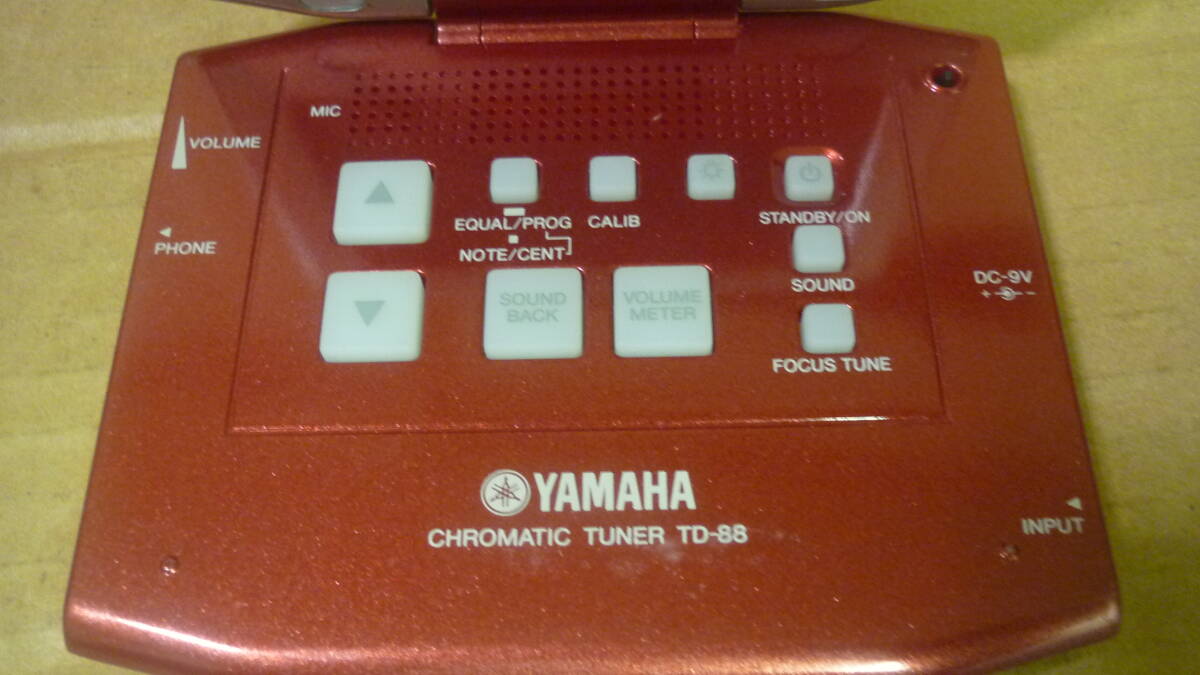 MIC
VOLUME
EQUAL/PROG
CALIB
STANDBY/ON
PHONE
NOTE/CENT
SOUND
DC-9V
SOUND
BACK
VOLUME
METER
FOCUS TUNE
YAMAHA
CHROMATIC TUNER TD-88
INPUT